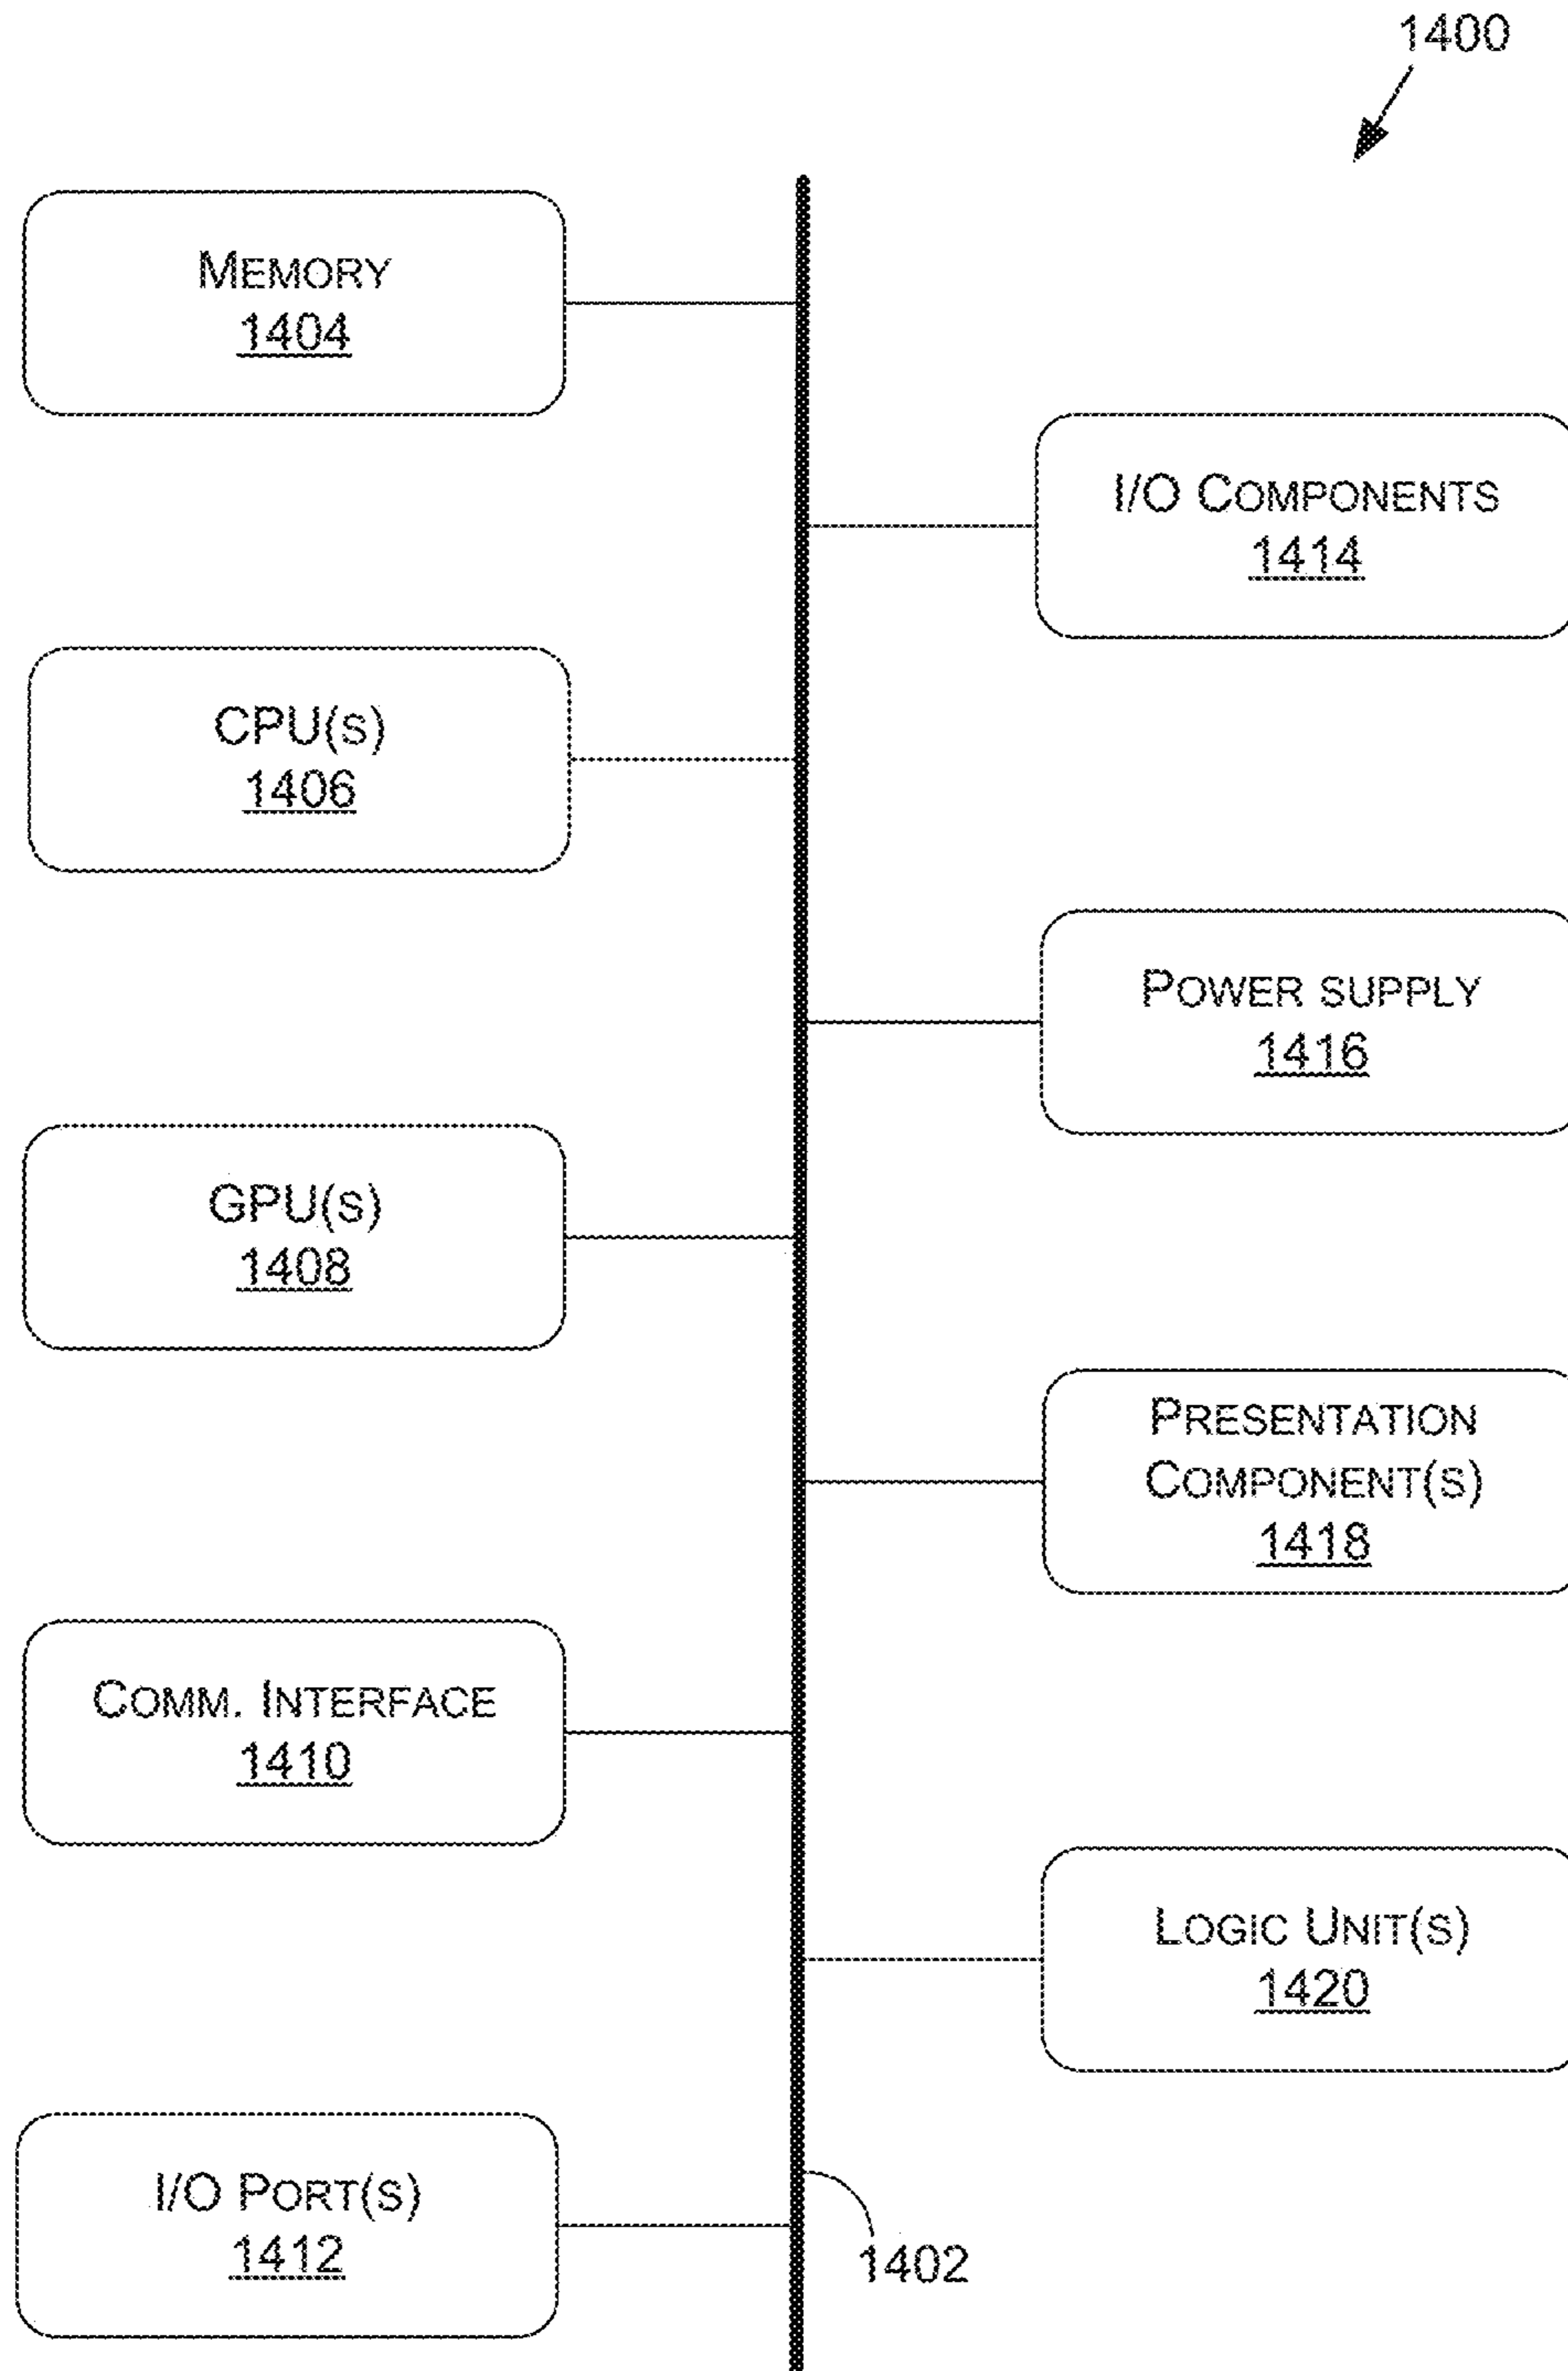 1400
MEMORY
1404
I/O COMPONENTS
1414
CPU(S)
1406
POWER SUPPLY
1416
GPU(S)
1408
PRESENTATION
COMPONENT(S)
1418
COMM. INTERFACE
1410
LOGIC UNIT(S)
1420
I/O PORT(S)
1412
1402